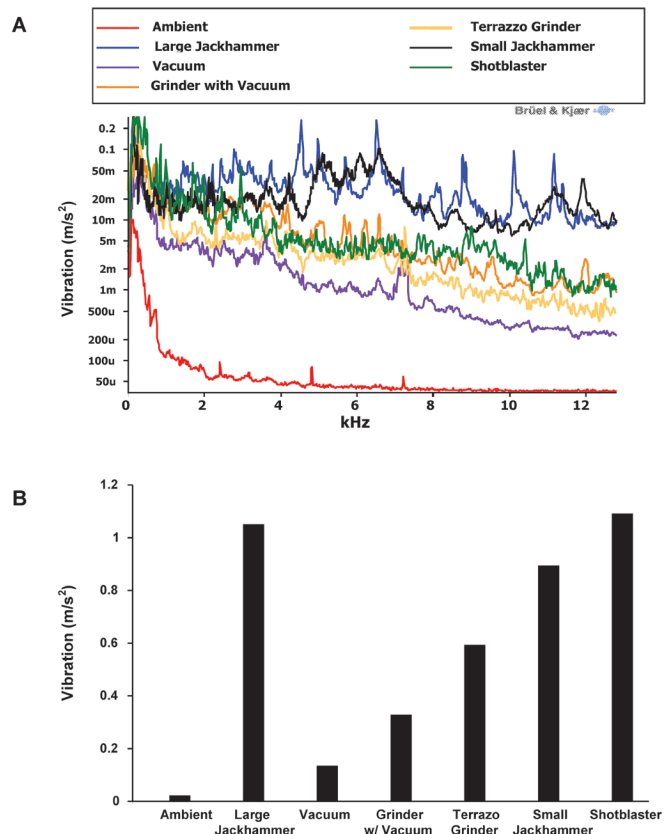 A
Ambient
Large Jackhammer
Vacuum
Grinder with Vacuum
Terrazzo Grinder
Small Jackhammer
Shotblaster
Brüel & Kjær
Vibration (m/s²)
0.2
0.1
50m
20m
10m
5m
2m
1m
500u
200u
100u
50u
0 2 4 6 8 10 12
kHz
B
Vibration (m/s²)
1.2
1
0.8
0.6
0.4
0.2
0
Ambient Large Vacuum Grinder Terrazo Small Shotblaster
Jackhammer w/ Vacuum Grinder Jackhammer